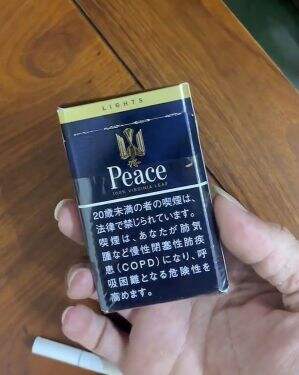 LIGHTS
Peace
100% VIRGINIA LEAF
20歳未満の者の喫煙は、
法律で禁じられています。
喫煙は、あなたが肺気
腫など慢性閉塞性肺疾
患(COPD)になり、呼
吸困難となる危険性を
高めます。